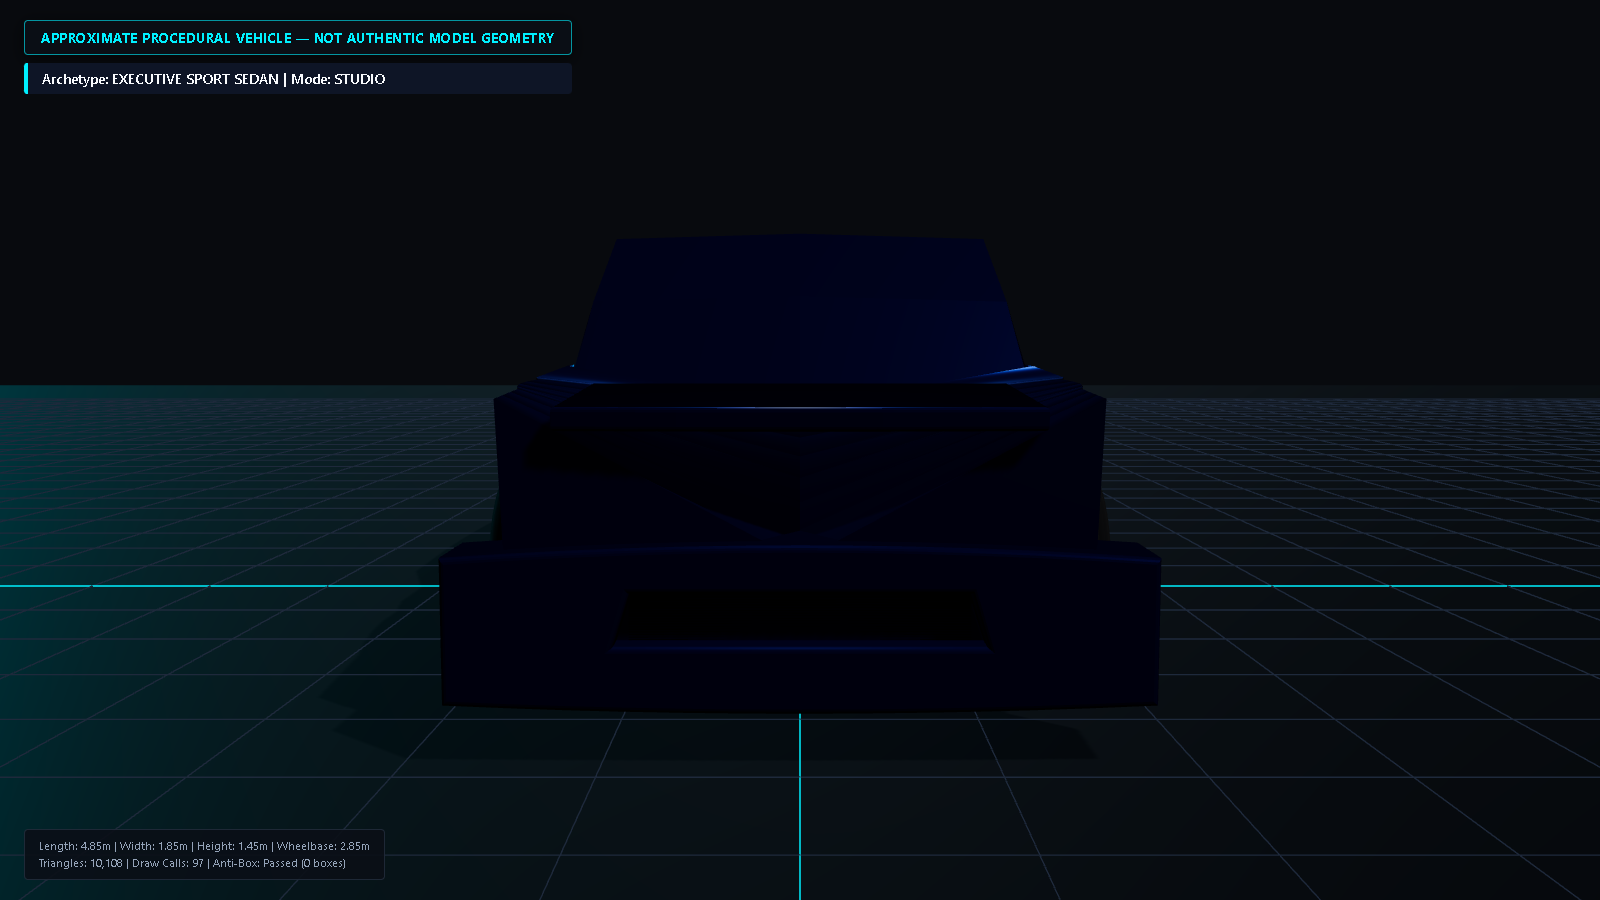 APPROXIMATE PROCEDURAL VEHICLE — NOT AUTHENTIC MODEL GEOMETRY
Archetype: EXECUTIVE SPORT SEDAN | Mode: STUDIO
Length: 4.85m | Width: 1.85m | Height: 1.45m | Wheelbase: 2.85m
Triangles: 10,108 | Draw Calls: 97 | Anti-Box: Passed (0 boxes)